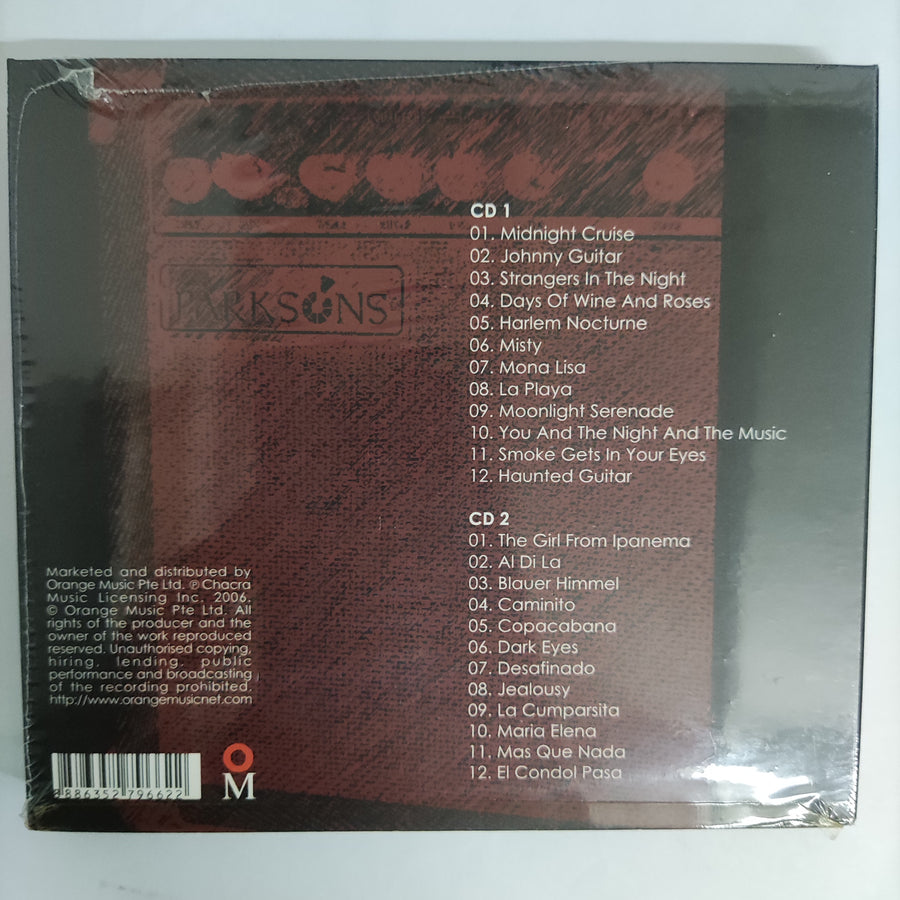 PARKSONS
CD 1
01. Midnight Cruise
02. Johnny Guitar
03. Strangers In The Night
04. Days Of Wine And Roses
05. Harlem Nocturne
06. Misty
07. Mona Lisa
08. La Playa
09. Moonlight Serenade
10. You And The Night And The Music
11. Smoke Gets In Your Eyes
12. Haunted Guitar
CD 2
01. The Girl From Ipanema
02. Al Di La
03. Blauer Himmel
04. Caminito
05. Copacabana
06. Dark Eyes
07. Desafinado
08. Jealousy
09. La Cumparsita
10. Maria Elena
11. Mas Que Nada
12. El Condol Pasa
Marketed and distributed by
Orange Music Pte Ltd. ℗ Chacra
Music Licensing Inc. 2006.
© Orange Music Pte Ltd. All
rights of the producer and the
owner of the work reproduced
reserved. Unauthorised copying,
hiring, lending, public
performance and broadcasting
of the recording prohibited.
http://www.orangemusicnet.com
8886352796622
OM